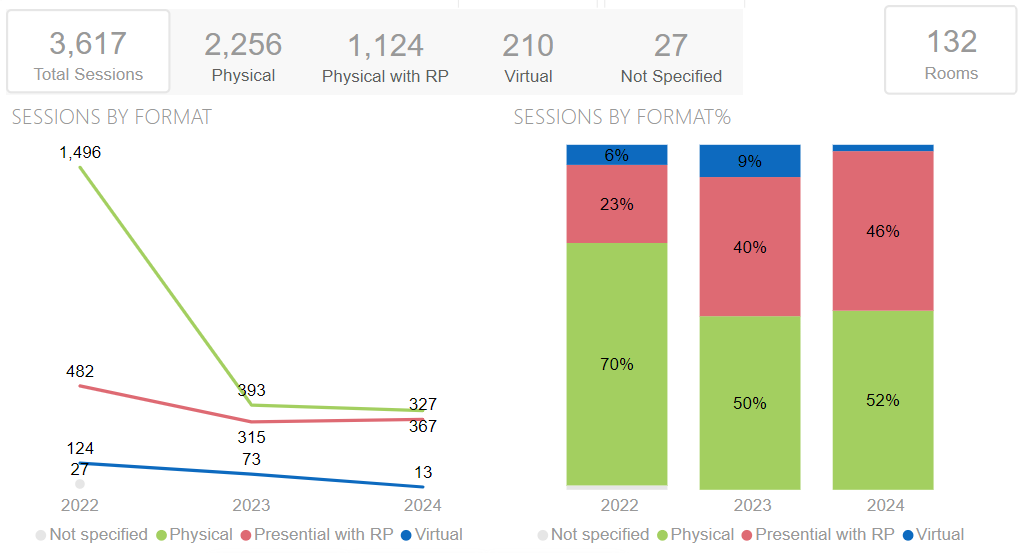 3,617
Total Sessions
2,256
Physical
1,124
Physical with RP
210
Virtual
27
Not Specified
132
Rooms
SESSIONS BY FORMAT
1,496
482
393
327
367
315
124
73
27
13
2022 2023 2024
Not specified Physical Presential with RP Virtual
SESSIONS BY FORMAT%
6% 9%
23% 40% 46%
70% 50% 52%
2022 2023 2024
Not specified Physical Presential with RP Virtual